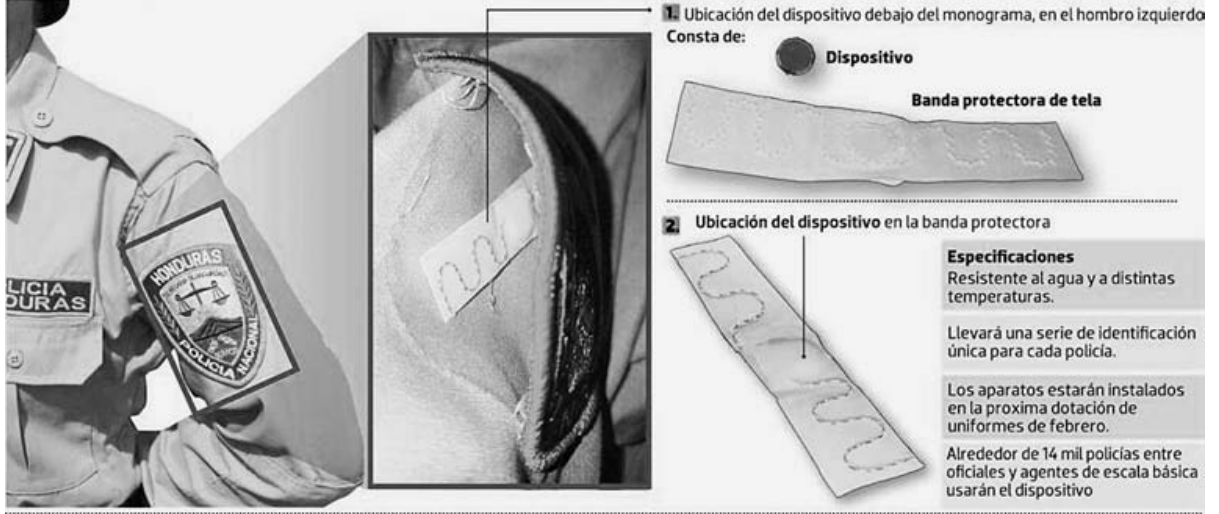 1. Ubicación del dispositivo debajo del monograma, en el hombro izquierdo
Consta de:
Dispositivo
Banda protectora de tela
2. Ubicación del dispositivo en la banda protectora
Especificaciones
Resistente al agua y a distintas
temperaturas.
Llevará una serie de identificación
única para cada policía.
Los aparatos estarán instalados
en la proxima dotación de
uniformes de febrero.
Alrededor de 14 mil policías entre
oficiales y agentes de escala básica
usarán el dispositivo
HONDURAS
POLICIA NACIONAL
LICIA
DURAS